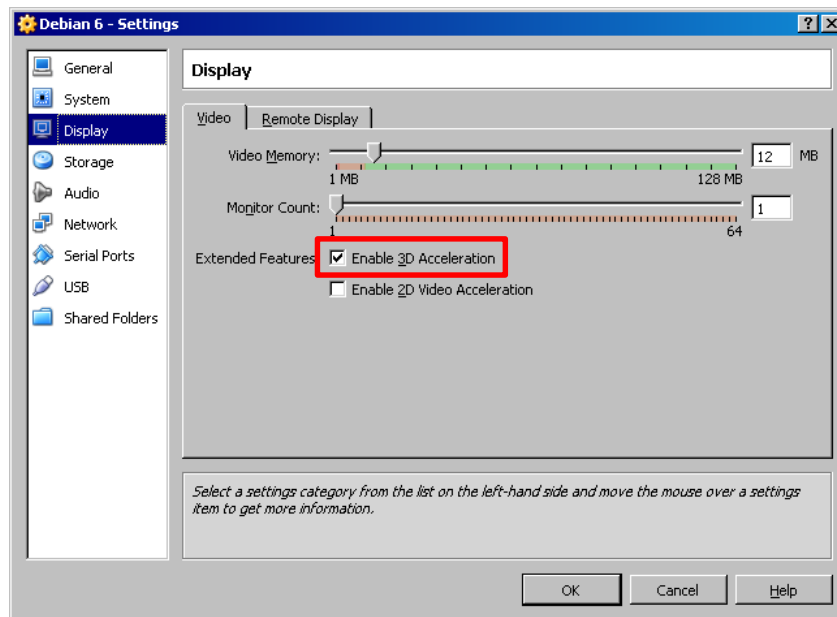 Debian 6 - Settings
General
System
Display
Storage
Audio
Network
Serial Ports
USB
Shared Folders
Display
Video
Remote Display
Video Memory:
12 MB
1 MB 128 MB
Monitor Count:
1
1 64
Extended Features
Enable 3D Acceleration
Enable 2D Video Acceleration
Select a settings category from the list on the left-hand side and move the mouse over a settings
item to get more information.
OK Cancel Help